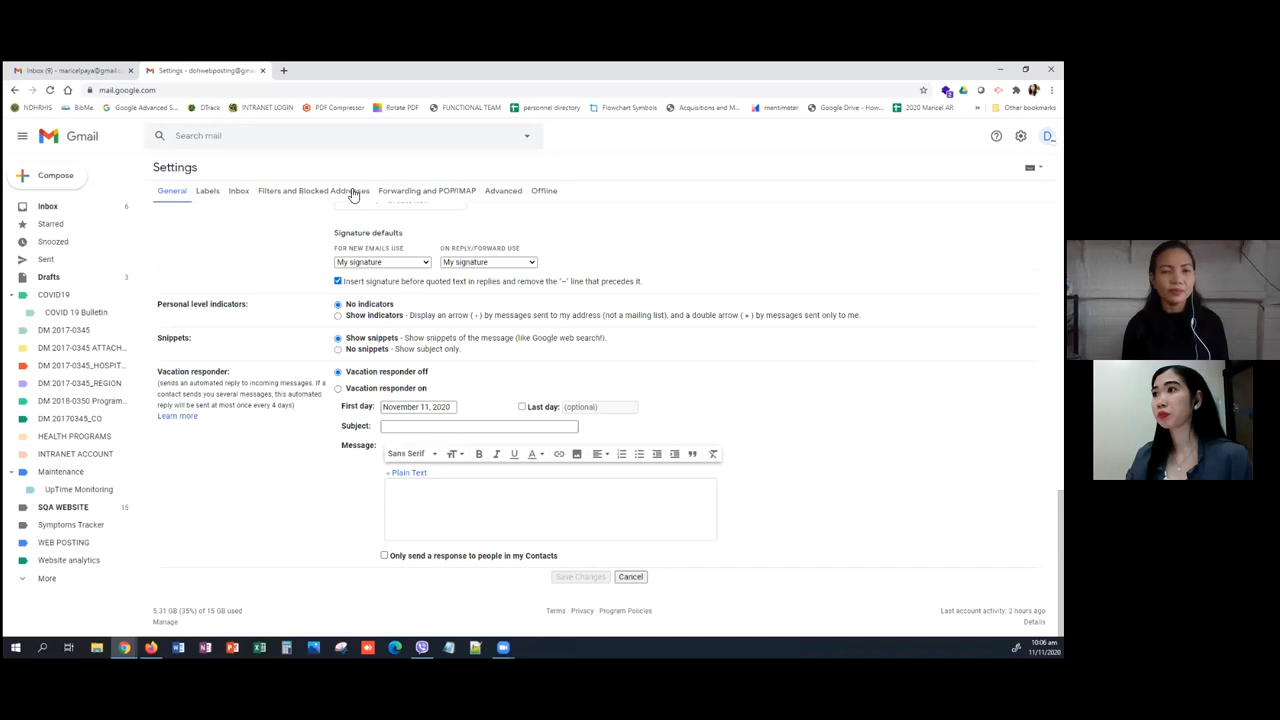 Inbox (9) - maricelpaya@gmail.c
Settings - dohwebposting@gm
mail.google.com
NDHRHIS
BibMe
Google Advanced S...
DTrack
INTRANET LOGIN
PDF Compressor
Rotate PDF
FUNCTIONAL TEAM
personnel directory
Flowchart Symbols
Acquisitions and M...
mentimeter
Google Drive - How...
2020 Maricel AR
»
Other bookmarks
Gmail
Search mail
D
Compose
Settings
General
Labels
Inbox
Filters and Blocked Addresses
Forwarding and POP/IMAP
Advanced
Offline
Inbox 6
Starred
Snoozed
Sent
Drafts 3
COVID19
COVID 19 Bulletin
DM 2017-0345
DM 2017-0345 ATTACH...
DM 2017-0345_HOSPIT...
DM 2017-0345_REGION
DM 2018-0350 Program...
DM 20170345_CO
HEALTH PROGRAMS
INTRANET ACCOUNT
Maintenance
UpTime Monitoring
SQA WEBSITE 15
Symptoms Tracker
WEB POSTING
Website analytics
More
Signature defaults
FOR NEW EMAILS USE
ON REPLY/FORWARD USE
My signature
My signature
Insert signature before quoted text in replies and remove the "--" line that precedes it.
Personal level indicators:
No indicators
Show indicators - Display an arrow ( › ) by messages sent to my address (not a mailing list), and a double arrow ( » ) by messages sent only to me.
Snippets:
Show snippets - Show snippets of the message (like Google web search!).
No snippets - Show subject only.
Vacation responder:
(sends an automated reply to incoming messages. If a
contact sends you several messages, this automated
reply will be sent at most once every 4 days)
Learn more
Vacation responder off
Vacation responder on
First day: November 11, 2020
Last day: (optional)
Subject:
Message:
Sans Serif
« Plain Text
Only send a response to people in my Contacts
Save Changes
Cancel
5.31 GB (35%) of 15 GB used
Manage
Terms · Privacy · Program Policies
Last account activity: 2 hours ago
Details
10:06 am
11/11/2020